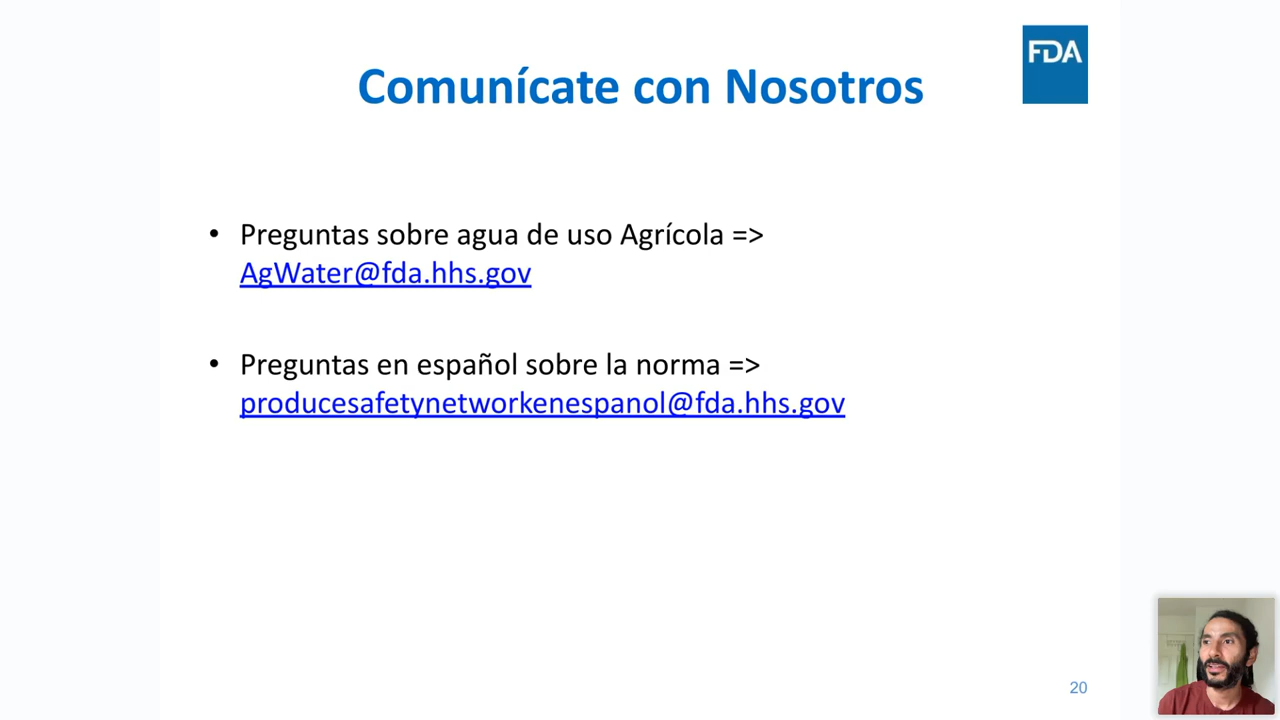 FDA
Comunícate con Nosotros
• Preguntas sobre agua de uso Agrícola =>
AgWater@fda.hhs.gov
• Preguntas en español sobre la norma =>
producesafetynetworkenespanol@fda.hhs.gov
20